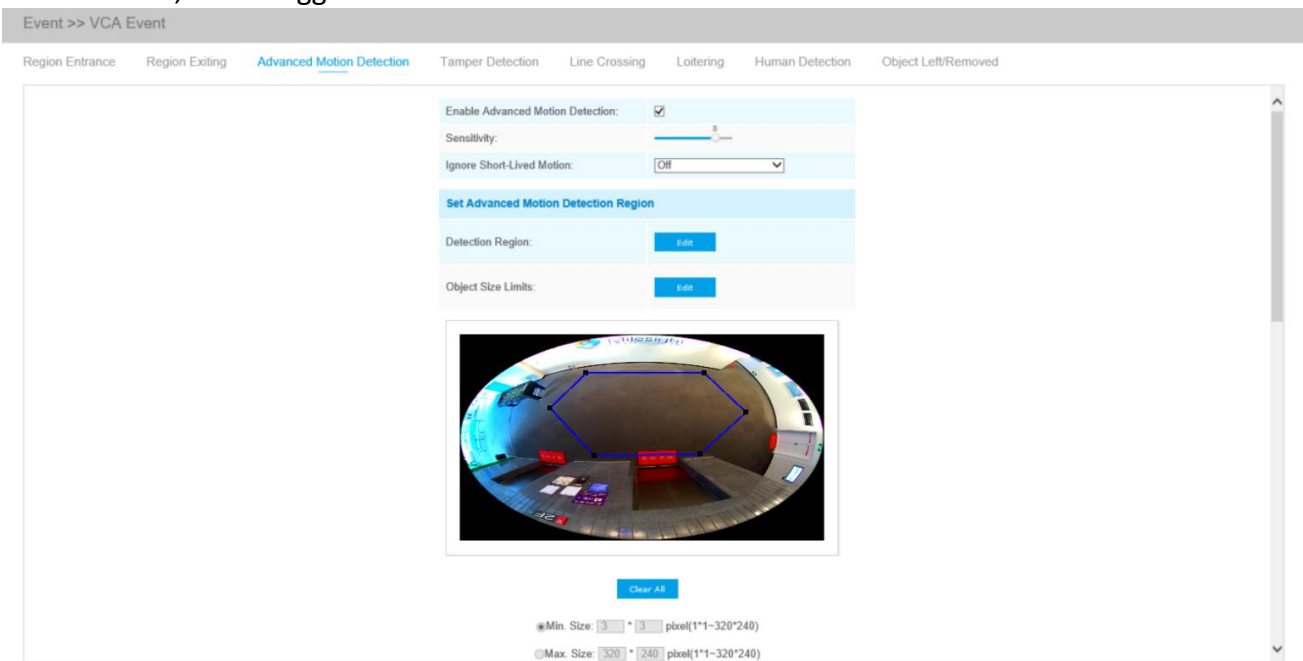 Event >> VCA Event
Region Entrance Region Exiting Advanced Motion Detection Tamper Detection Line Crossing Loitering Human Detection Object Left/Removed
Enable Advanced Motion Detection:
Sensitivity: 8
Ignore Short-Lived Motion: Off
Set Advanced Motion Detection Region
Detection Region: Edit
Object Size Limits: Edit
Milesight
2F
Clear All
Min. Size: 3 * 3 pixel(1*1~320*240)
Max. Size: 320 * 240 pixel(1*1~320*240)